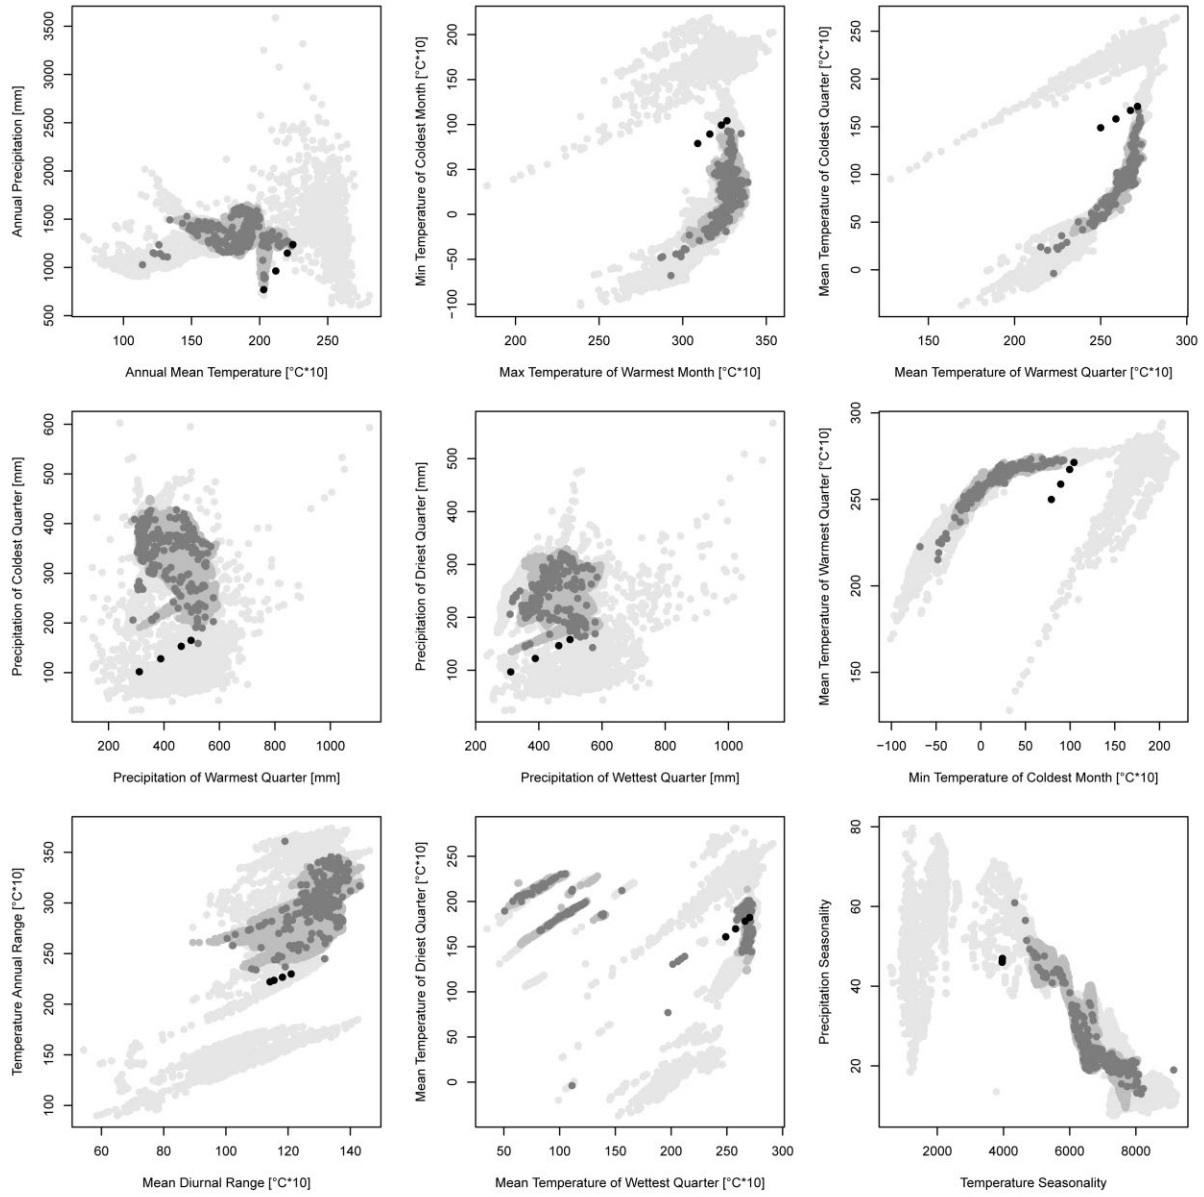 Annual Precipitation [mm]
500 1000 1500 2000 2500 3000 3500
100 150 200 250
Annual Mean Temperature [°C*10]
Min Temperature of Coldest Month [°C*10]
−100 −50 0 50 100 150 200
200 250 300 350
Max Temperature of Warmest Month [°C*10]
Mean Temperature of Coldest Quarter [°C*10]
0 50 100 150 200 250
150 200 250 300
Mean Temperature of Warmest Quarter [°C*10]
Precipitation of Coldest Quarter [mm]
100 200 300 400 500 600
200 400 600 800 1000
Precipitation of Warmest Quarter [mm]
Precipitation of Driest Quarter [mm]
100 200 300 400 500
200 400 600 800 1000
Precipitation of Wettest Quarter [mm]
Mean Temperature of Warmest Quarter [°C*10]
150 200 250 300
−100 −50 0 50 100 150 200
Min Temperature of Coldest Month [°C*10]
Temperature Annual Range [°C*10]
100 150 200 250 300 350
60 80 100 120 140
Mean Diurnal Range [°C*10]
Mean Temperature of Driest Quarter [°C*10]
0 50 100 150 200 250
50 100 150 200 250 300
Mean Temperature of Wettest Quarter [°C*10]
Precipitation Seasonality
20 40 60 80
2000 4000 6000 8000
Temperature Seasonality